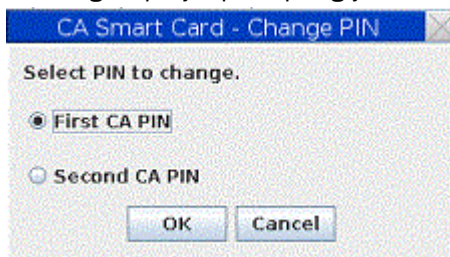 CA Smart Card - Change PIN
Select PIN to change.
First CA PIN
Second CA PIN
OK Cancel